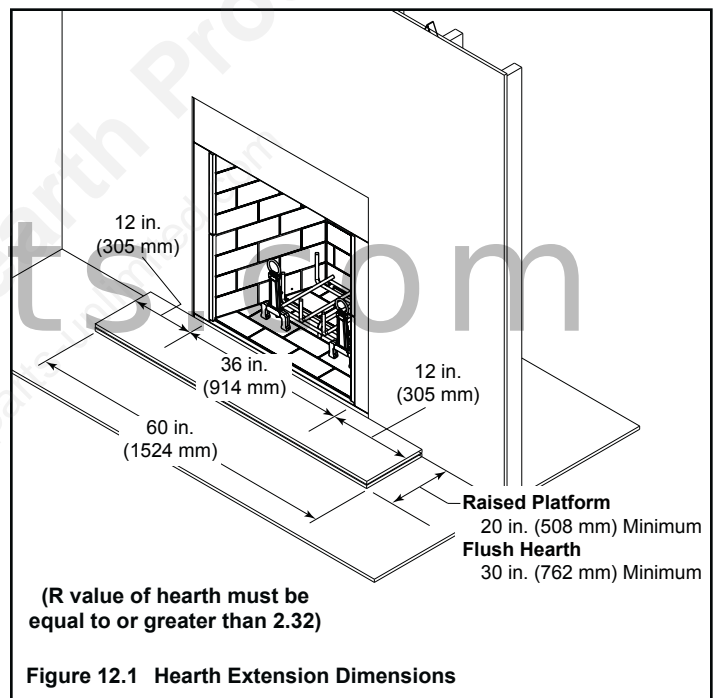 12 in.
(305 mm)
36 in.
(914 mm)
12 in.
(305 mm)
60 in.
(1524 mm)
Raised Platform
20 in. (508 mm) Minimum
Flush Hearth
30 in. (762 mm) Minimum
(R value of hearth must be
equal to or greater than 2.32)
Figure 12.1 Hearth Extension Dimensions
ts.com